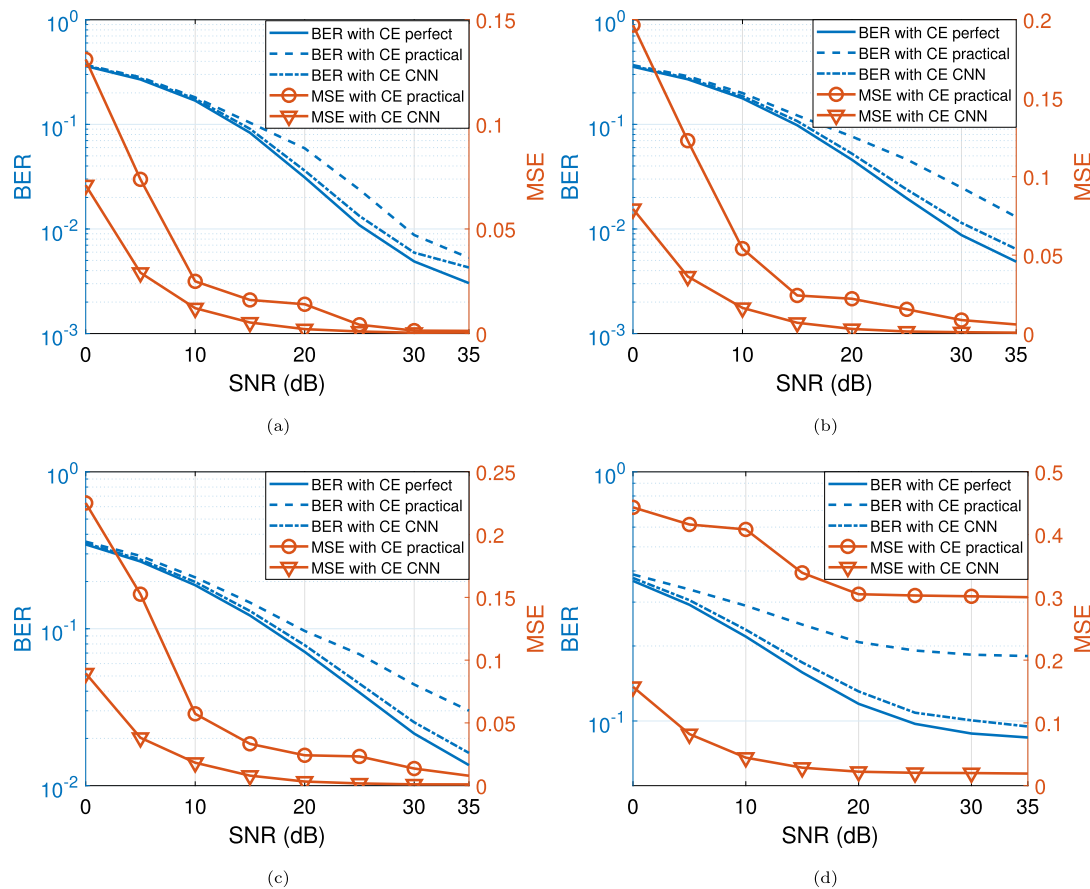 10^0
10^-1
10^-2
10^-3
BER
0.15
0.1
0.05
0
MSE
BER with CE perfect
BER with CE practical
BER with CE CNN
MSE with CE practical
MSE with CE CNN
0 10 20 30 35
SNR (dB)
(a)
10^0
10^-1
10^-2
10^-3
BER
0.2
0.15
0.1
0.05
0
MSE
BER with CE perfect
BER with CE practical
BER with CE CNN
MSE with CE practical
MSE with CE CNN
0 10 20 30 35
SNR (dB)
(b)
10^0
10^-1
10^-2
BER
0.25
0.2
0.15
0.1
0.05
0
MSE
BER with CE perfect
BER with CE practical
BER with CE CNN
MSE with CE practical
MSE with CE CNN
0 10 20 30 35
SNR (dB)
(c)
10^0
10^-1
BER
0.5
0.4
0.3
0.2
0.1
0
MSE
BER with CE perfect
BER with CE practical
BER with CE CNN
MSE with CE practical
MSE with CE CNN
0 10 20 30 35
SNR (dB)
(d)